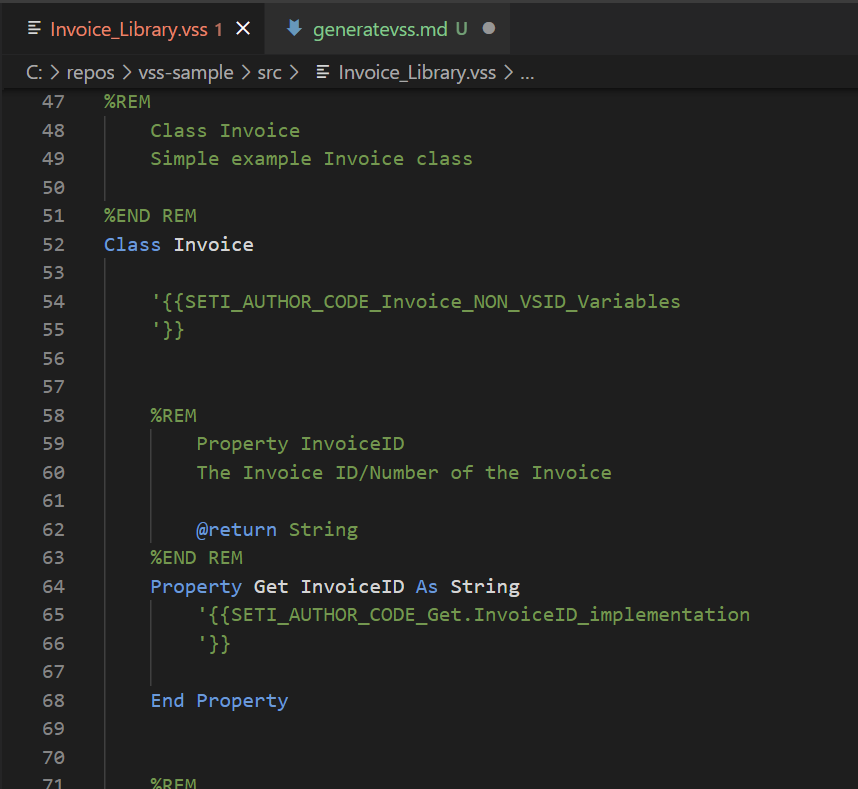 Invoice_Library.vss 1 generatevss.md U
C: > repos > vss-sample > src > Invoice_Library.vss > ...
47 %REM
48 Class Invoice
49 Simple example Invoice class
50
51 %END REM
52 Class Invoice
53
54 '{{SETI_AUTHOR_CODE_Invoice_NON_VSID_Variables
55 '}}
56
57
58 %REM
59 Property InvoiceID
60 The Invoice ID/Number of the Invoice
61
62 @return String
63 %END REM
64 Property Get InvoiceID As String
65 '{{SETI_AUTHOR_CODE_Get.InvoiceID_implementation
66 '}}
67
68 End Property
69
70
71 %REM